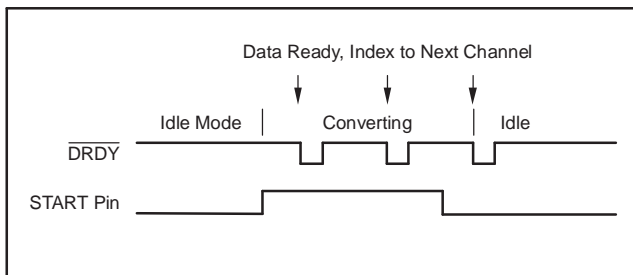 Data Ready, Index to Next Channel
Idle Mode Converting Idle
DRDY
START Pin